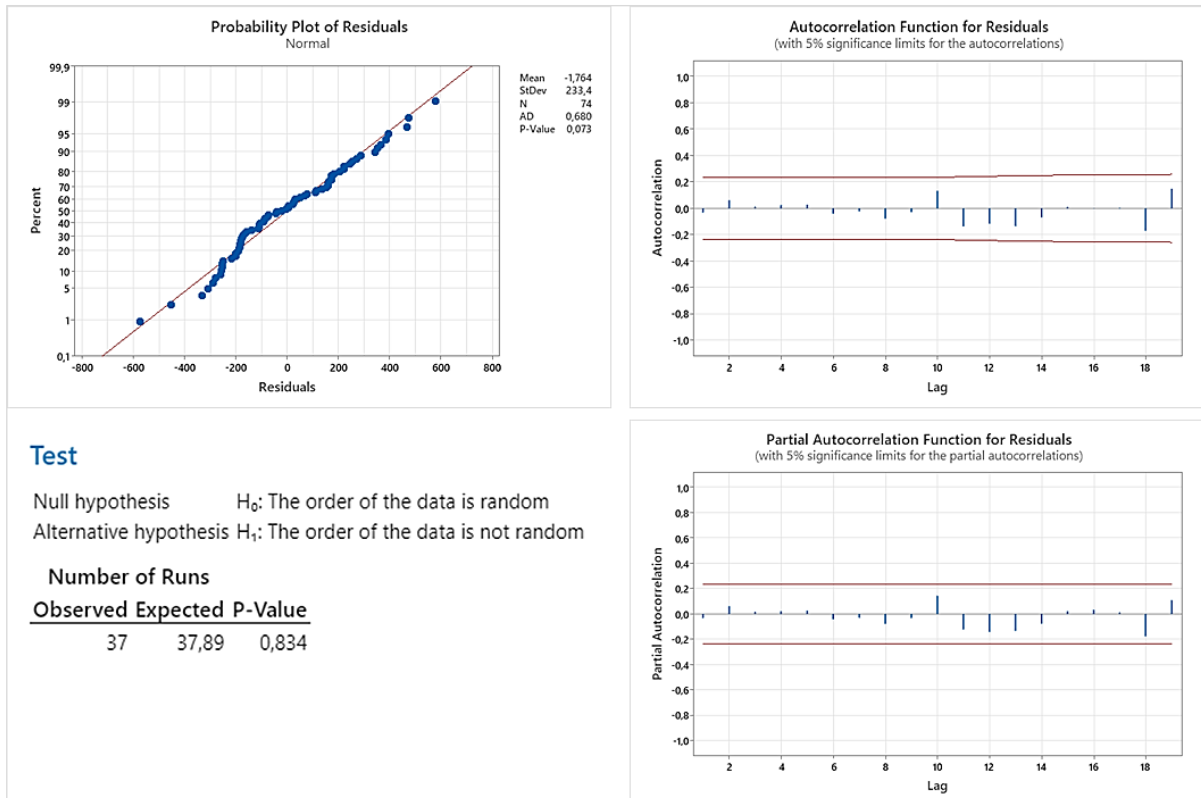 Probability Plot of Residuals
Normal
99,9
99
95
90
80
70
60
50
40
30
20
10
5
1
0,1
Percent
-800
-600
-400
-200
0
200
400
600
800
Residuals
Mean -1,764
StDev 233,4
N 74
AD 0,680
P-Value 0,073
Autocorrelation Function for Residuals
(with 5% significance limits for the autocorrelations)
1,0
0,8
0,6
0,4
0,2
0,0
-0,2
-0,4
-0,6
-0,8
-1,0
Autocorrelation
2
4
6
8
10
12
14
16
18
Lag
Test
Null hypothesis H₀: The order of the data is random
Alternative hypothesis H₁: The order of the data is not random
Number of Runs
Observed Expected P-Value
37 37,89 0,834
Partial Autocorrelation Function for Residuals
(with 5% significance limits for the partial autocorrelations)
1,0
0,8
0,6
0,4
0,2
0,0
-0,2
-0,4
-0,6
-0,8
-1,0
Partial Autocorrelation
2
4
6
8
10
12
14
16
18
Lag